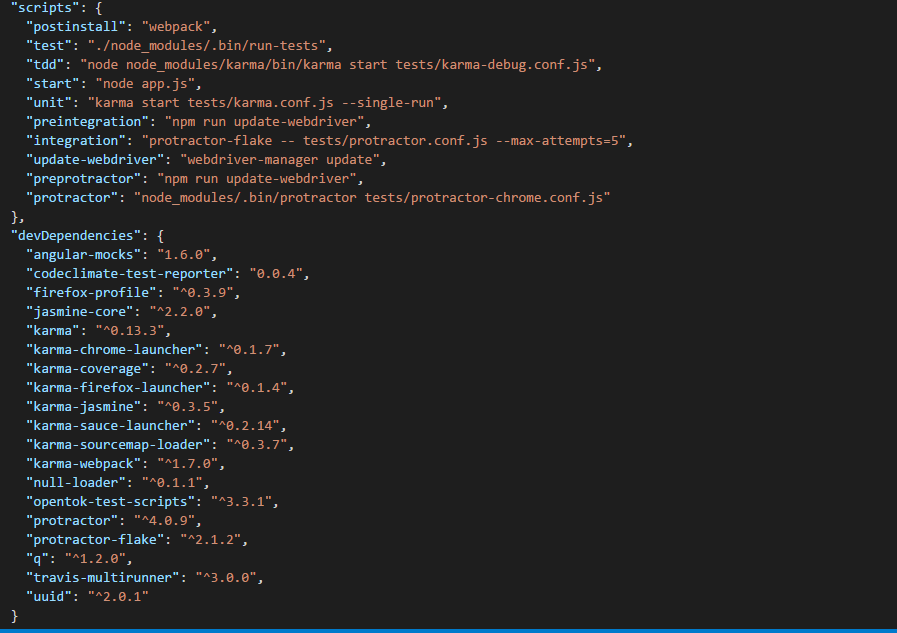 "scripts": {
"postinstall": "webpack",
"test": "./node_modules/.bin/run-tests",
"tdd": "node node_modules/karma/bin/karma start tests/karma-debug.conf.js",
"start": "node app.js",
"unit": "karma start tests/karma.conf.js --single-run",
"preintegration": "npm run update-webdriver",
"integration": "protractor-flake -- tests/protractor.conf.js --max-attempts=5",
"update-webdriver": "webdriver-manager update",
"preprotractor": "npm run update-webdriver",
"protractor": "node_modules/.bin/protractor tests/protractor-chrome.conf.js"
},
"devDependencies": {
"angular-mocks": "1.6.0",
"codeclimate-test-reporter": "0.0.4",
"firefox-profile": "^0.3.9",
"jasmine-core": "^2.2.0",
"karma": "^0.13.3",
"karma-chrome-launcher": "^0.1.7",
"karma-coverage": "^0.2.7",
"karma-firefox-launcher": "^0.1.4",
"karma-jasmine": "^0.3.5",
"karma-sauce-launcher": "^0.2.14",
"karma-sourcemap-loader": "^0.3.7",
"karma-webpack": "^1.7.0",
"null-loader": "^0.1.1",
"opentok-test-scripts": "^3.3.1",
"protractor": "^4.0.9",
"protractor-flake": "^2.1.2",
"q": "^1.2.0",
"travis-multirunner": "^3.0.0",
"uuid": "^2.0.1"
}